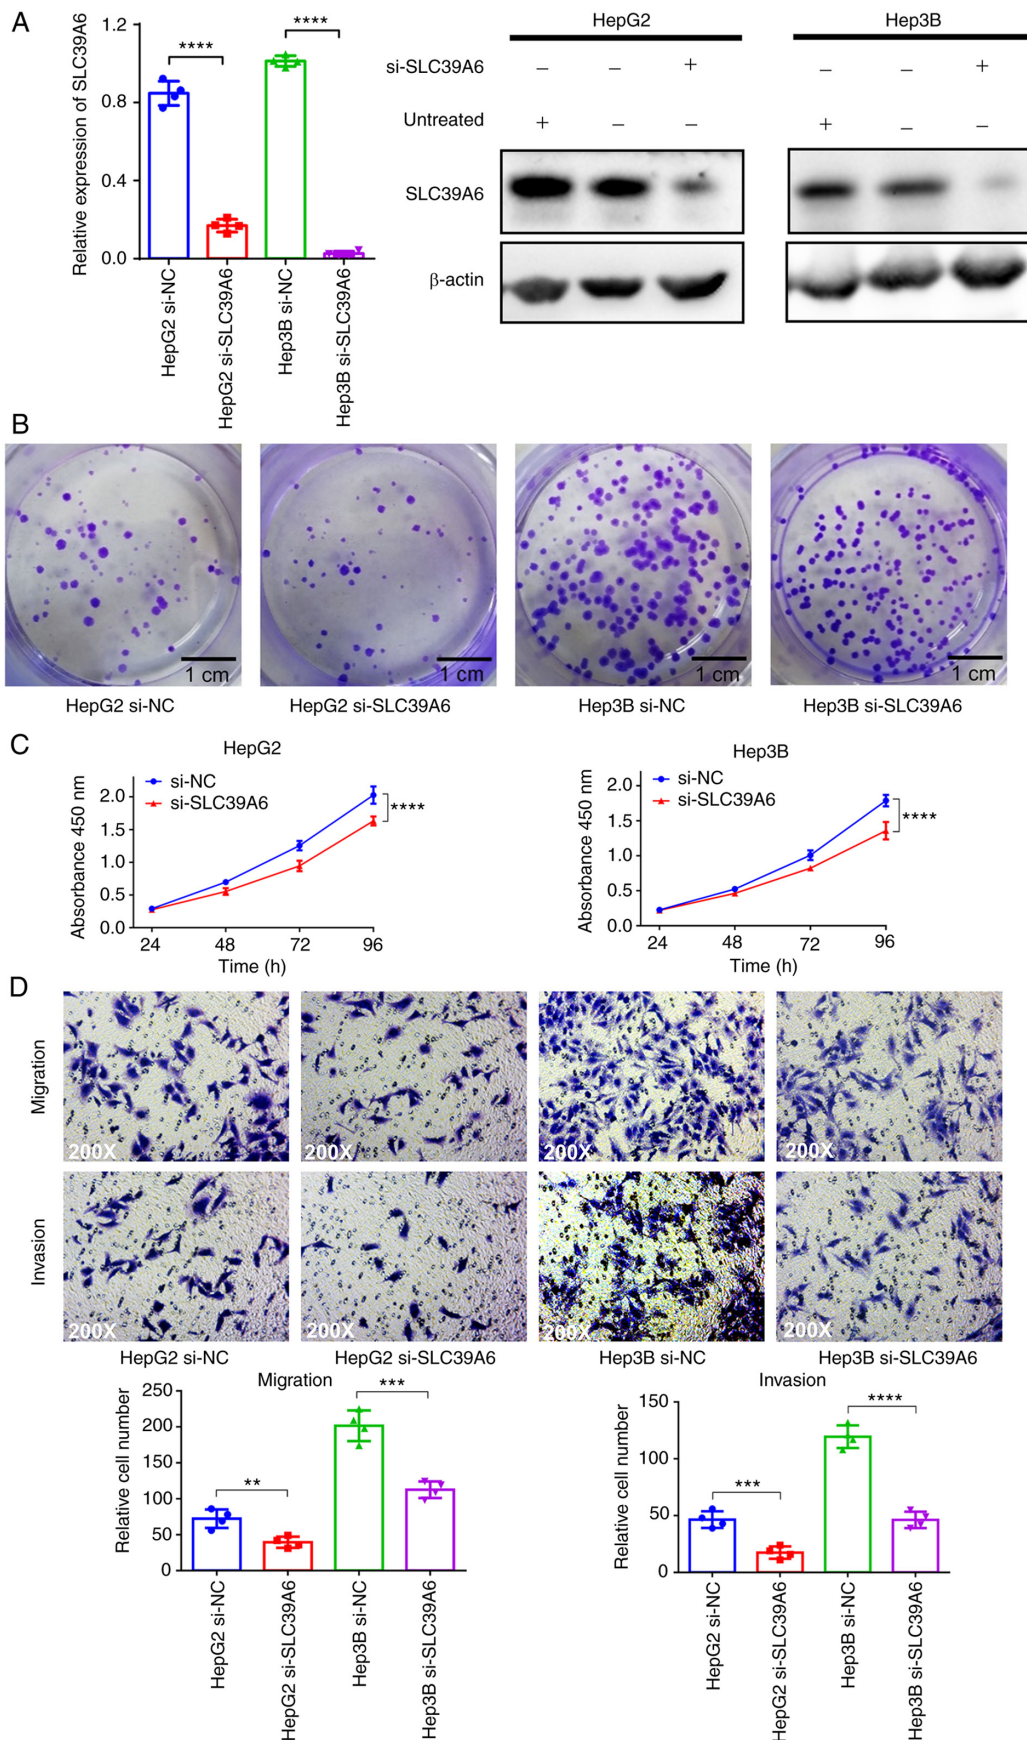 A
Relative expression of SLC39A6
1.2
0.8
0.4
0.0
****
****
HepG2 si-NC
HepG2 si-SLC39A6
Hep3B si-NC
Hep3B si-SLC39A6
HepG2
Hep3B
si-SLC39A6 – – + – – +
Untreated + – – + – –
SLC39A6
β-actin
B
1 cm
1 cm
1 cm
1 cm
HepG2 si-NC
HepG2 si-SLC39A6
Hep3B si-NC
Hep3B si-SLC39A6
C
HepG2
si-NC
si-SLC39A6
****
Absorbance 450 nm
2.0
1.5
1.0
0.5
0.0
24 48 72 96
Time (h)
Hep3B
si-NC
si-SLC39A6
****
Absorbance 450 nm
2.0
1.5
1.0
0.5
0.0
24 48 72 96
Time (h)
D
Migration
200X
200X
200X
200X
Invasion
200X
200X
200X
200X
HepG2 si-NC
HepG2 si-SLC39A6
Hep3B si-NC
Hep3B si-SLC39A6
Migration
Relative cell number
250
200
150
100
50
0
**
***
HepG2 si-NC
HepG2 si-SLC39A6
Hep3B si-NC
Hep3B si-SLC39A6
Invasion
Relative cell number
150
100
50
0
***
****
HepG2 si-NC
HepG2 si-SLC39A6
Hep3B si-NC
Hep3B si-SLC39A6